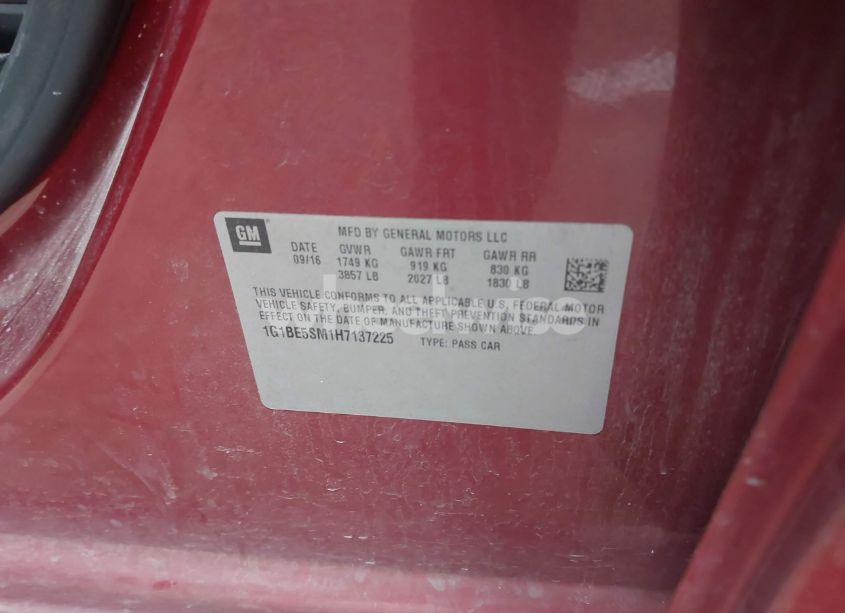 GM
MFD BY GENERAL MOTORS LLC
DATE GVWR GAWR FRT GAWR RR
09/16 1749 KG 919 KG 830 KG
3857 LB 2027 LB 1830 LB
THIS VEHICLE CONFORMS TO ALL APPLICABLE U.S. FEDERAL MOTOR
VEHICLE SAFETY, BUMPER, AND THEFT PREVENTION STANDARDS IN
EFFECT ON THE DATE OF MANUFACTURE SHOWN ABOVE.
1G1BE5SM1H7137225 TYPE: PASS CAR